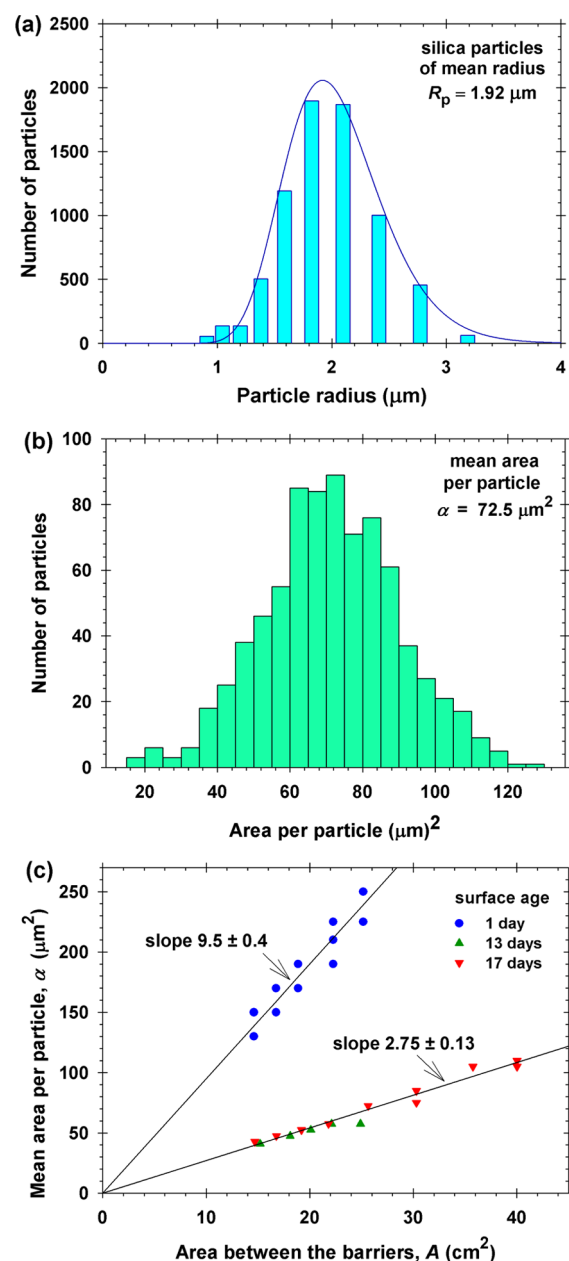 (a)
2500
2000
1500
1000
500
0
Number of particles
silica particles
of mean radius
Rp = 1.92 μm
0 1 2 3 4
Particle radius (μm)
(b)
100
80
60
40
20
0
Number of particles
mean area
per particle
α = 72.5 μm²
20 40 60 80 100 120
Area per particle (μm)²
(c)
250
200
150
100
50
0
Mean area per particle, α (μm²)
surface age
1 day
13 days
17 days
slope 9.5 ± 0.4
slope 2.75 ± 0.13
0 10 20 30 40
Area between the barriers, A (cm²)